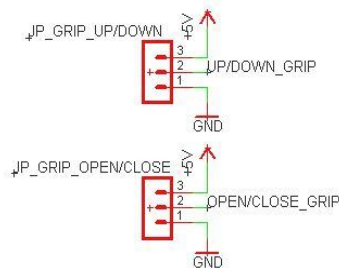 +5V
JP_GRIP_UP/DOWN
3
2
UP/DOWN_GRIP
1
GND
+5V
JP_GRIP_OPEN/CLOSE
3
2
OPEN/CLOSE_GRIP
1
GND